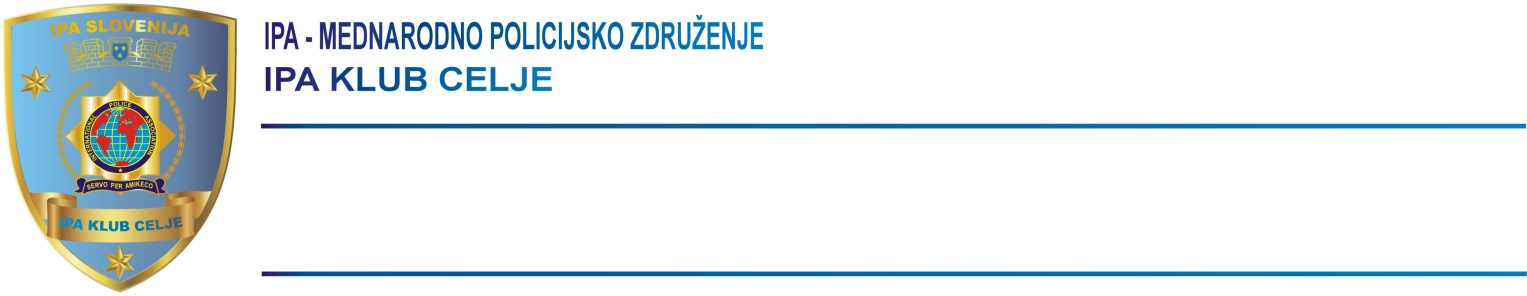 IPA SLOVENIJA
INTERNATIONAL POLICE ASSOCIATION
SERVO PER AMIKECO
IPA KLUB CELJE
IPA - MEDNARODNO POLICIJSKO ZDRUŽENJE
IPA KLUB CELJE